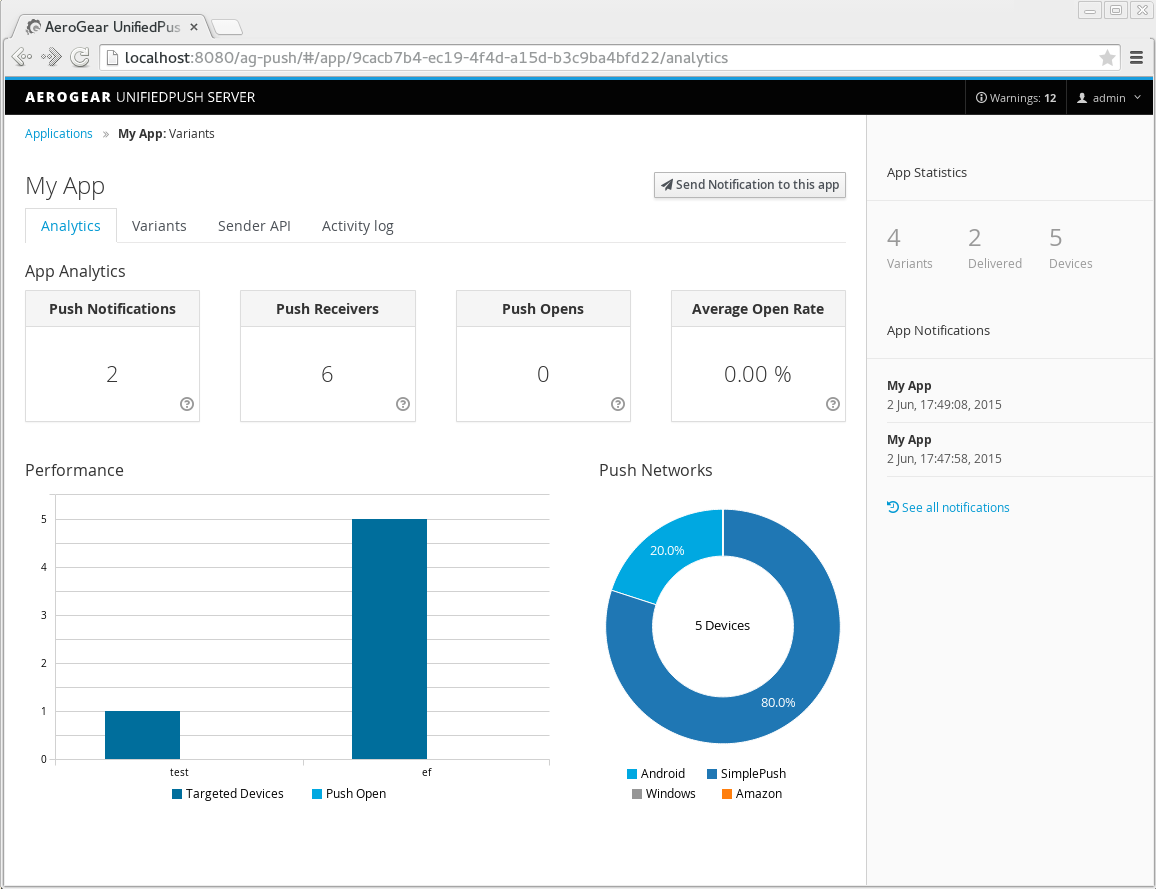 AeroGear UnifiedPus
localhost:8080/ag-push/#/app/9cacb7b4-ec19-4f4d-a15d-b3c9ba4bfd22/analytics
AEROGEAR UNIFIEDPUSH SERVER
Warnings: 12
admin
Applications » My App: Variants
My App
Send Notification to this app
Analytics Variants Sender API Activity log
App Analytics
Push Notifications
2
Push Receivers
6
Push Opens
0
Average Open Rate
0.00 %
Performance
5
4
3
2
1
0
test ef
Targeted Devices Push Open
Push Networks
20.0%
5 Devices
80.0%
Android SimplePush
Windows Amazon
App Statistics
4 2 5
Variants Delivered Devices
App Notifications
My App
2 Jun, 17:49:08, 2015
My App
2 Jun, 17:47:58, 2015
See all notifications